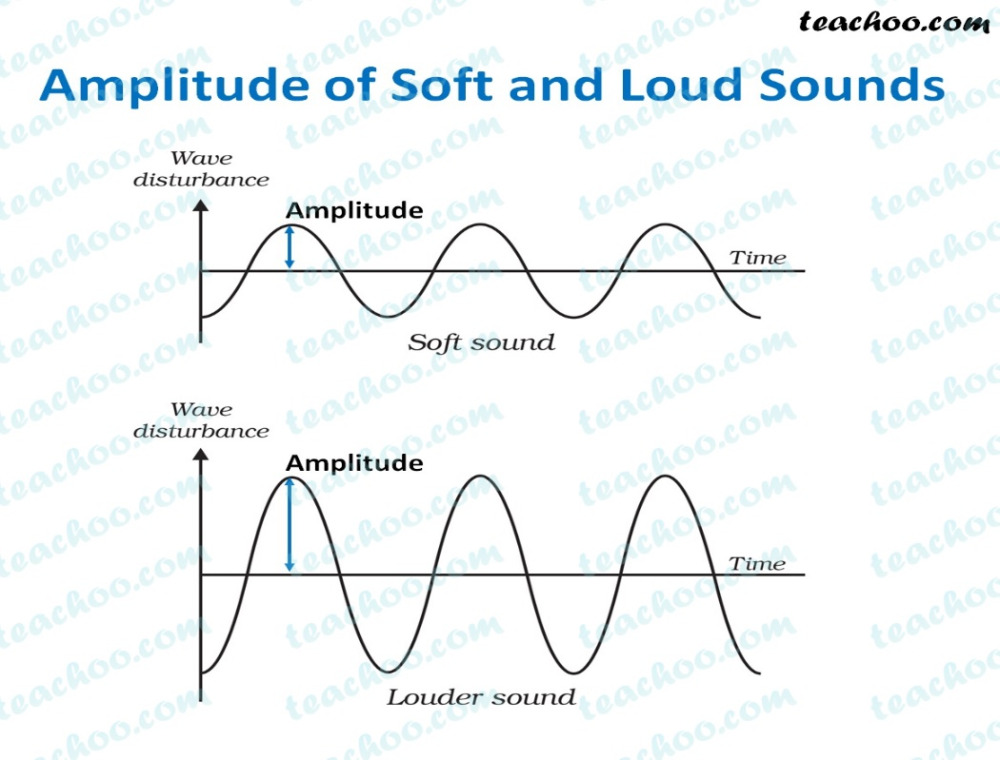 teachoo.com
Amplitude of Soft and Loud Sounds
Wave
disturbance
Amplitude
Time
Soft sound
Wave
disturbance
Amplitude
Time
Louder sound